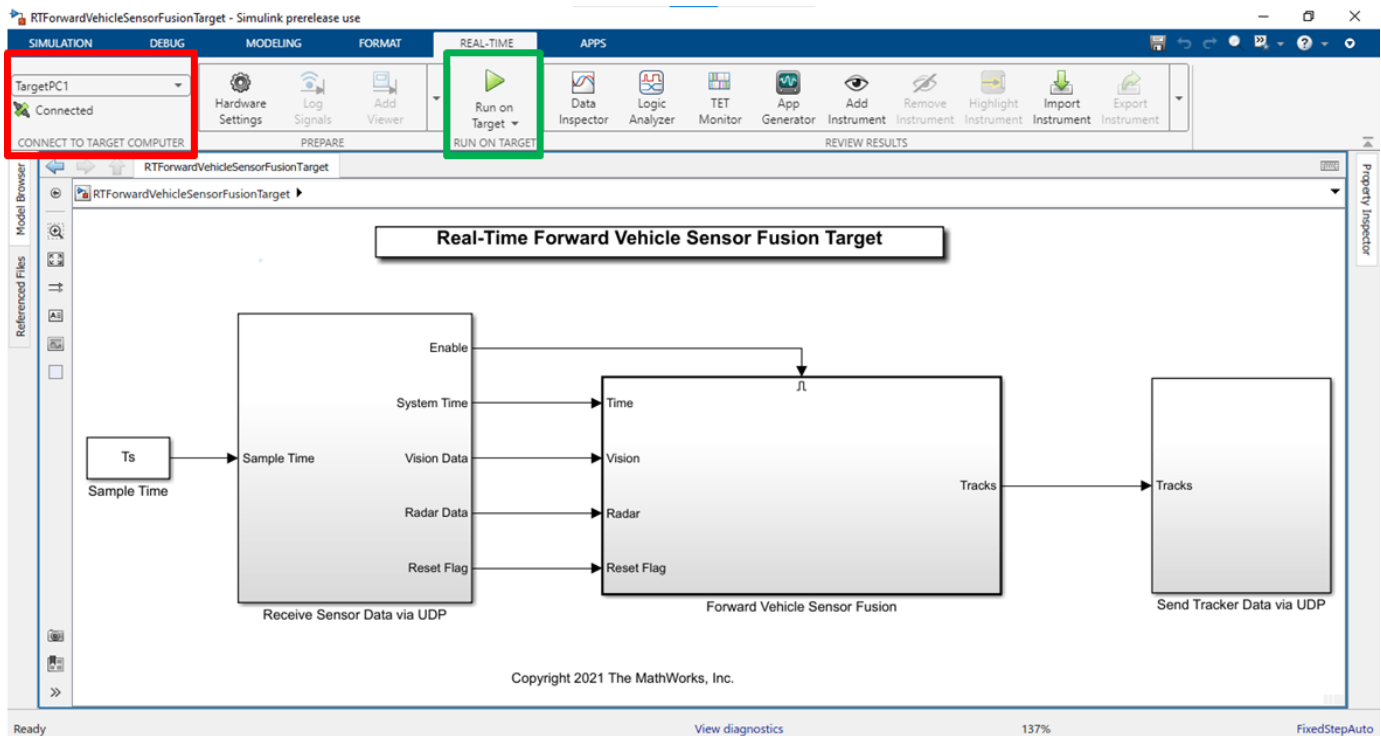 RTForwardVehicleSensorFusionTarget - Simulink prerelease use
SIMULATION DEBUG MODELING FORMAT REAL-TIME APPS
TargetPC1
Connected
CONNECT TO TARGET COMPUTER
Hardware
Settings
Log
Signals
Add
Viewer
PREPARE
Run on
Target
RUN ON TARGET
Data
Inspector
Logic
Analyzer
TET
Monitor
App
Generator
Add
Instrument
Remove
Instrument
Highlight
Instrument
Import
Instrument
Export
Instrument
REVIEW RESULTS
Model Browser
Referenced Files
Property Inspector
RTForwardVehicleSensorFusionTarget
RTForwardVehicleSensorFusionTarget
Real-Time Forward Vehicle Sensor Fusion Target
Ts
Sample Time
Sample Time
Enable
System Time
Vision Data
Radar Data
Reset Flag
Receive Sensor Data via UDP
Time
Vision
Radar
Reset Flag
Tracks
Forward Vehicle Sensor Fusion
Tracks
Send Tracker Data via UDP
Copyright 2021 The MathWorks, Inc.
Ready
View diagnostics
137%
FixedStepAuto